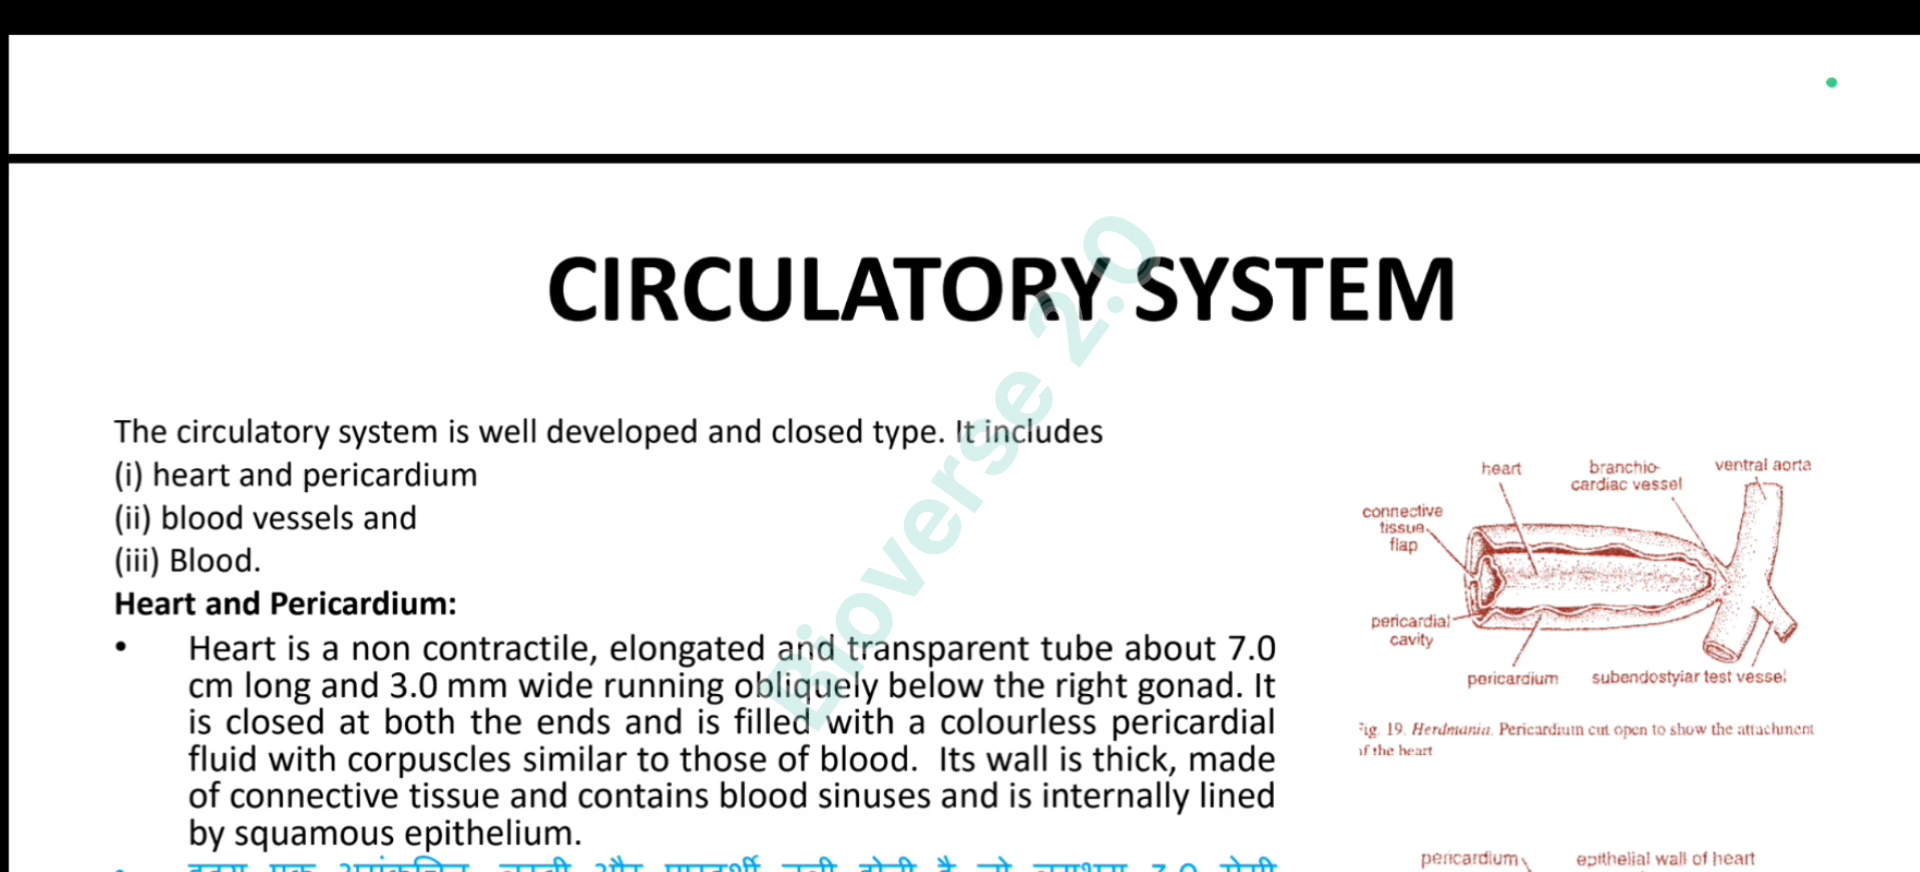 CIRCULATORY SYSTEM
Bioverse 2.0
The circulatory system is well developed and closed type. It includes
(i) heart and pericardium
(ii) blood vessels and
(iii) Blood.
Heart and Pericardium:
• Heart is a non contractile, elongated and transparent tube about 7.0
cm long and 3.0 mm wide running obliquely below the right gonad. It
is closed at both the ends and is filled with a colourless pericardial
fluid with corpuscles similar to those of blood. Its wall is thick, made
of connective tissue and contains blood sinuses and is internally lined
by squamous epithelium.
heart
branchio-
cardiac vessel
ventral aorta
connective
tissue
flap
pericardial
cavity
pericardium
subendostylar test vessel
Fig. 19. Herdmania. Pericardium cut open to show the attachment
of the heart
pericardium
epithelial wall of heart